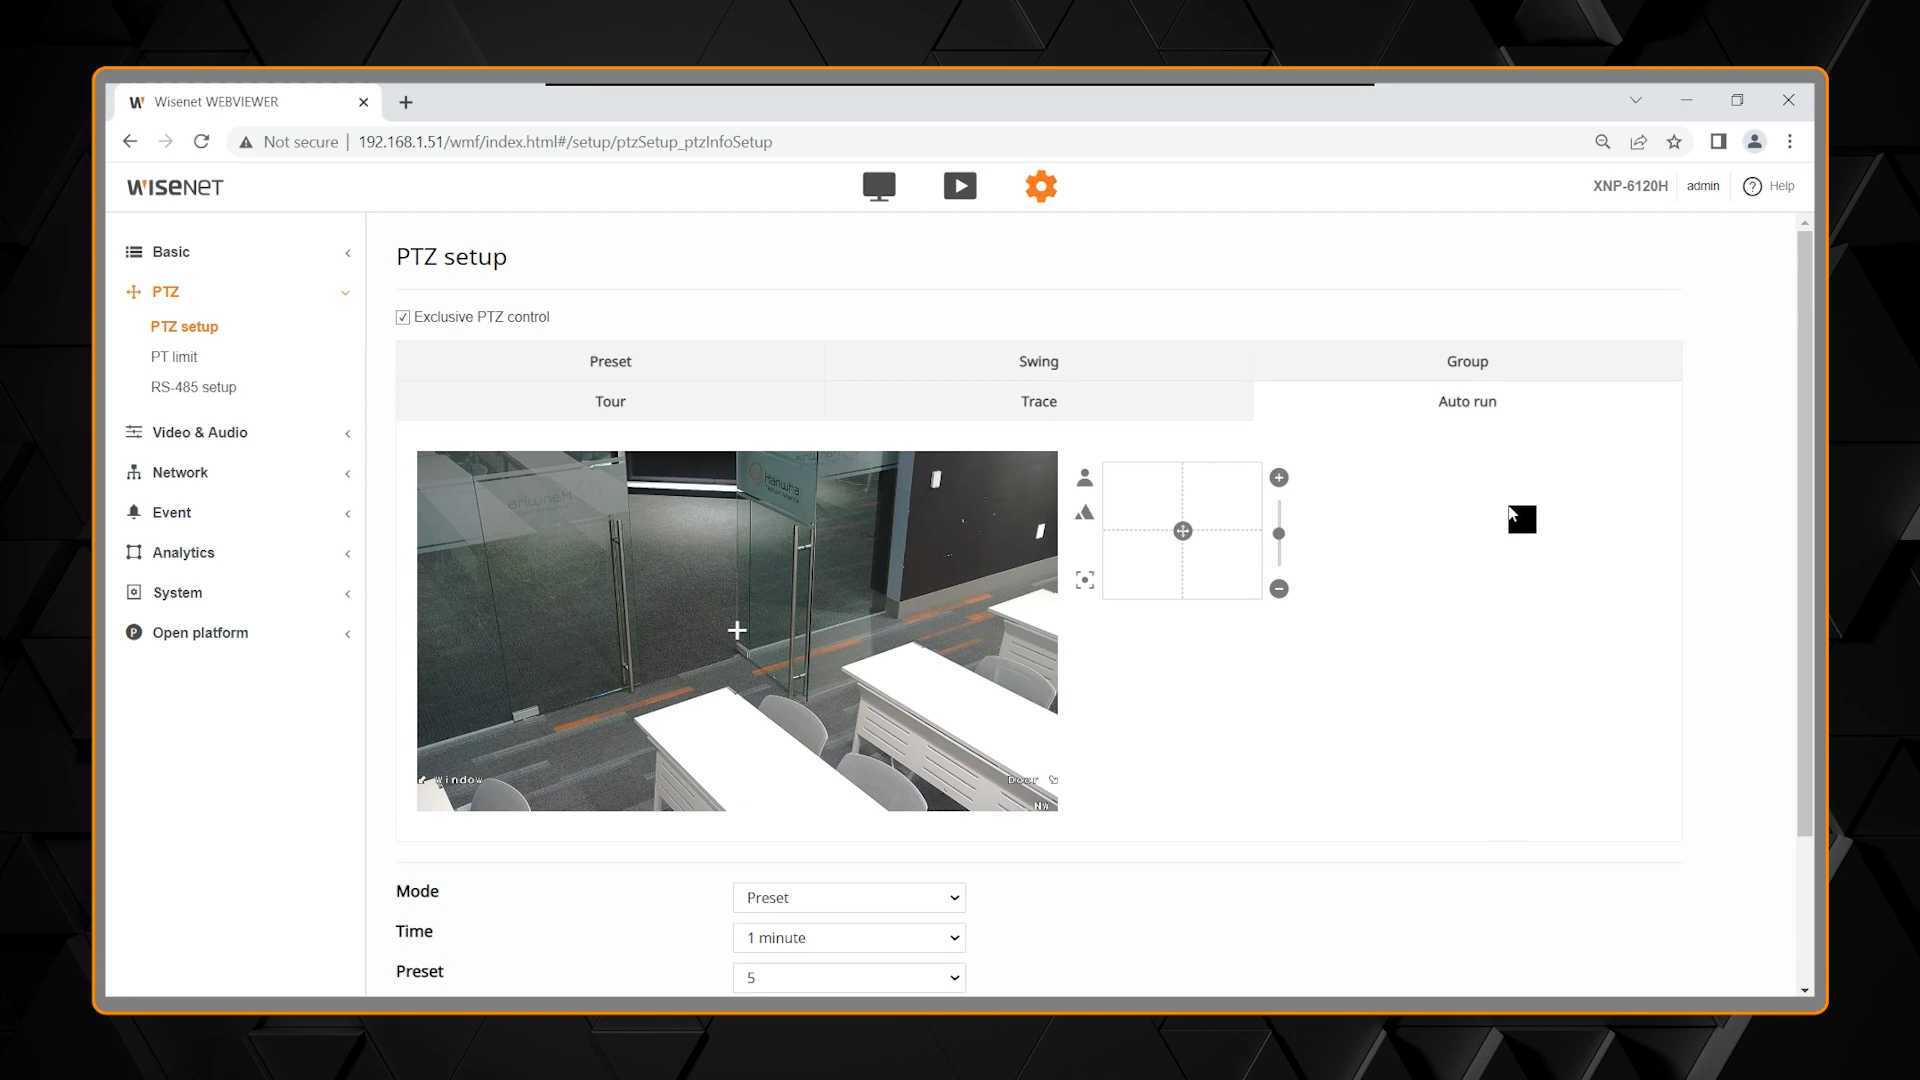 Wisenet WEBVIEWER
Not secure | 192.168.1.51/wmf/index.html#/setup/ptzSetup_ptzInfoSetup
WISENET
XNP-6120H
admin
Help
Basic
PTZ
PTZ setup
PT limit
RS-485 setup
Video & Audio
Network
Event
Analytics
System
Open platform
PTZ setup
Exclusive PTZ control
Preset
Swing
Group
Tour
Trace
Auto run
Hanwha
Window
Door
NW
Mode
Preset
Time
1 minute
Preset
5